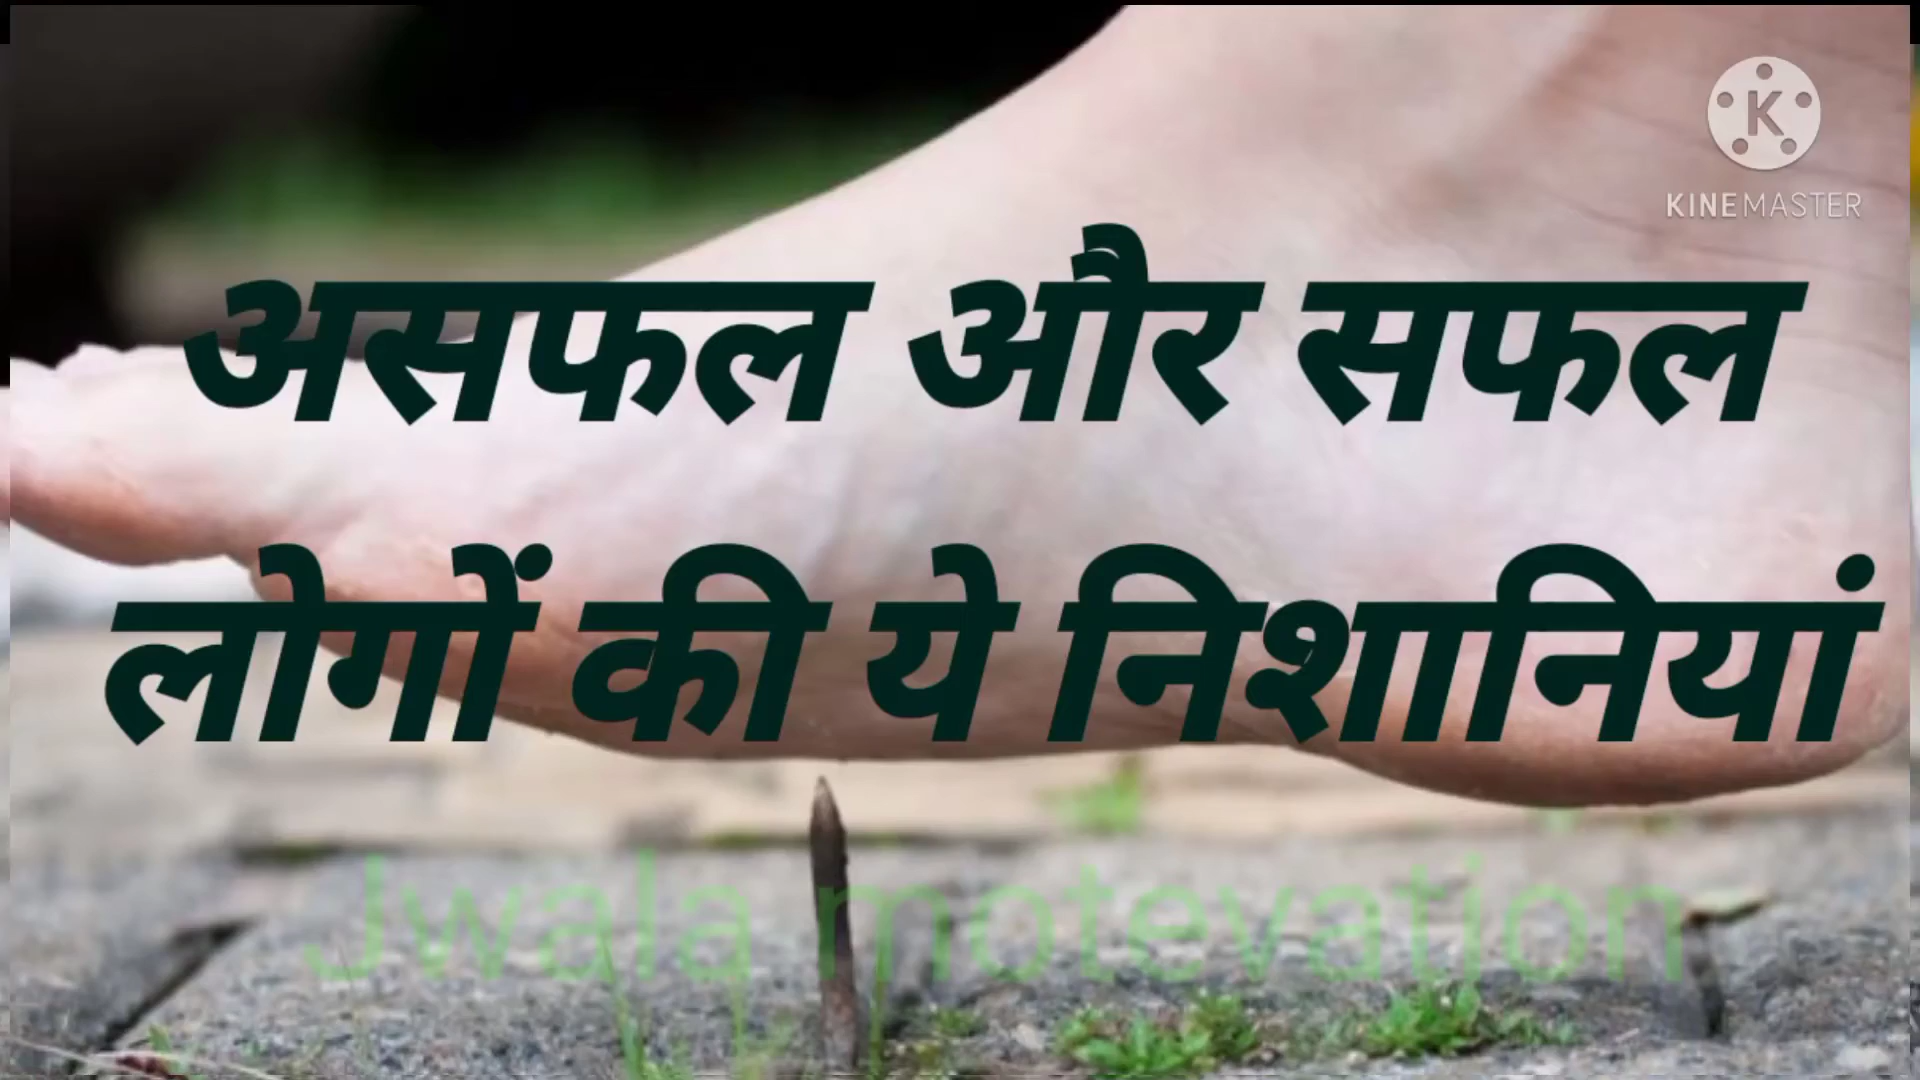 KINEMASTER
असफल और सफल
लोगों की ये निशानियां
Jwala motevation